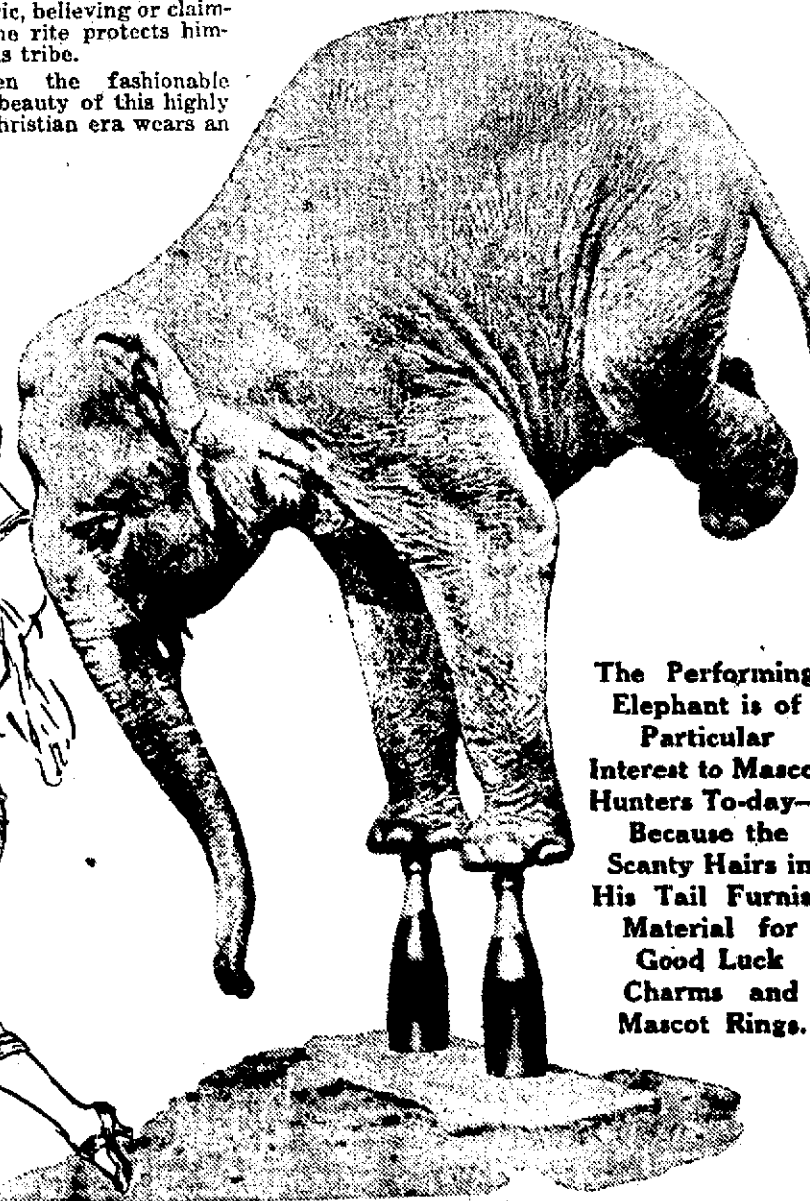 ic, believing or claim-
he rite protects him-
s tribe.
en the fashionable
beauty of this highly
hristian era wears an
The Performing
Elephant is of
Particular
Interest to Masco
Hunters To-day—
Because the
Scanty Hairs in
His Tail Furnis
Material for
Good Luck
Charms and
Mascot Rings.